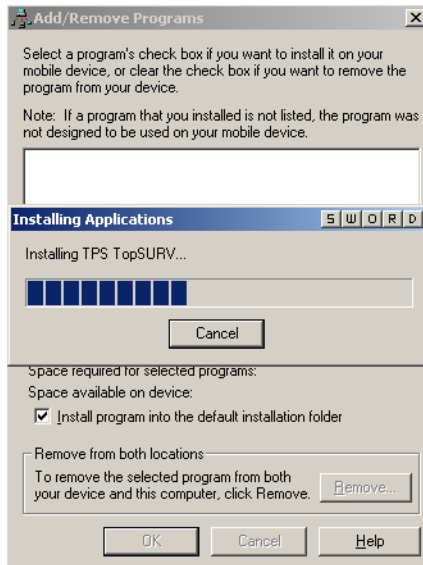 Add/Remove Programs
Select a program's check box if you want to install it on your
mobile device, or clear the check box if you want to remove the
program from your device.
Note: If a program that you installed is not listed, the program was
not designed to be used on your mobile device.
Installing Applications
S W O R D
Installing TPS TopSURV...
Cancel
Space required for selected programs:
Space available on device:
Install program into the default installation folder
Remove from both locations
To remove the selected program from both
your device and this computer, click Remove.
Remove...
OK Cancel Help